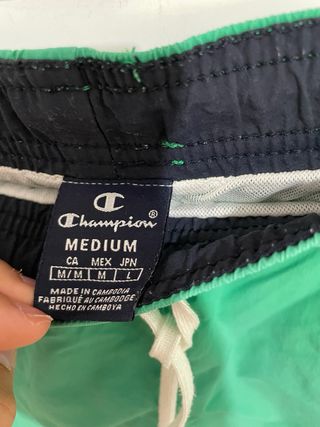 Champion®
MEDIUM
CA MEX JPN
M/M M L
MADE IN CAMBODIA
FABRIQUÉ AU CAMBODGE
HECHO EN CAMBOYA